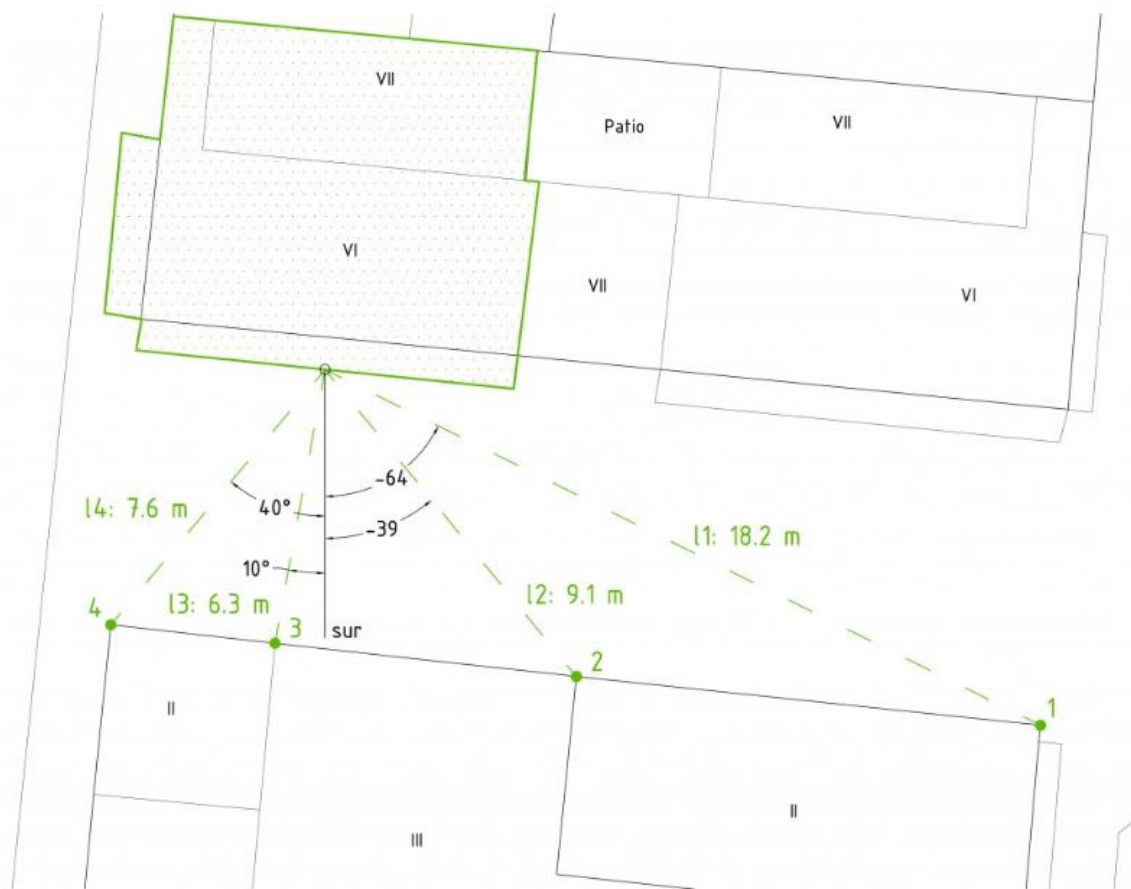 VII
Patio
VII
VI
VII
VI
-64
40°
-39
l4: 7.6 m
l1: 18.2 m
10°
l2: 9.1 m
4
l3: 6.3 m
3
sur
2
1
II
II
III